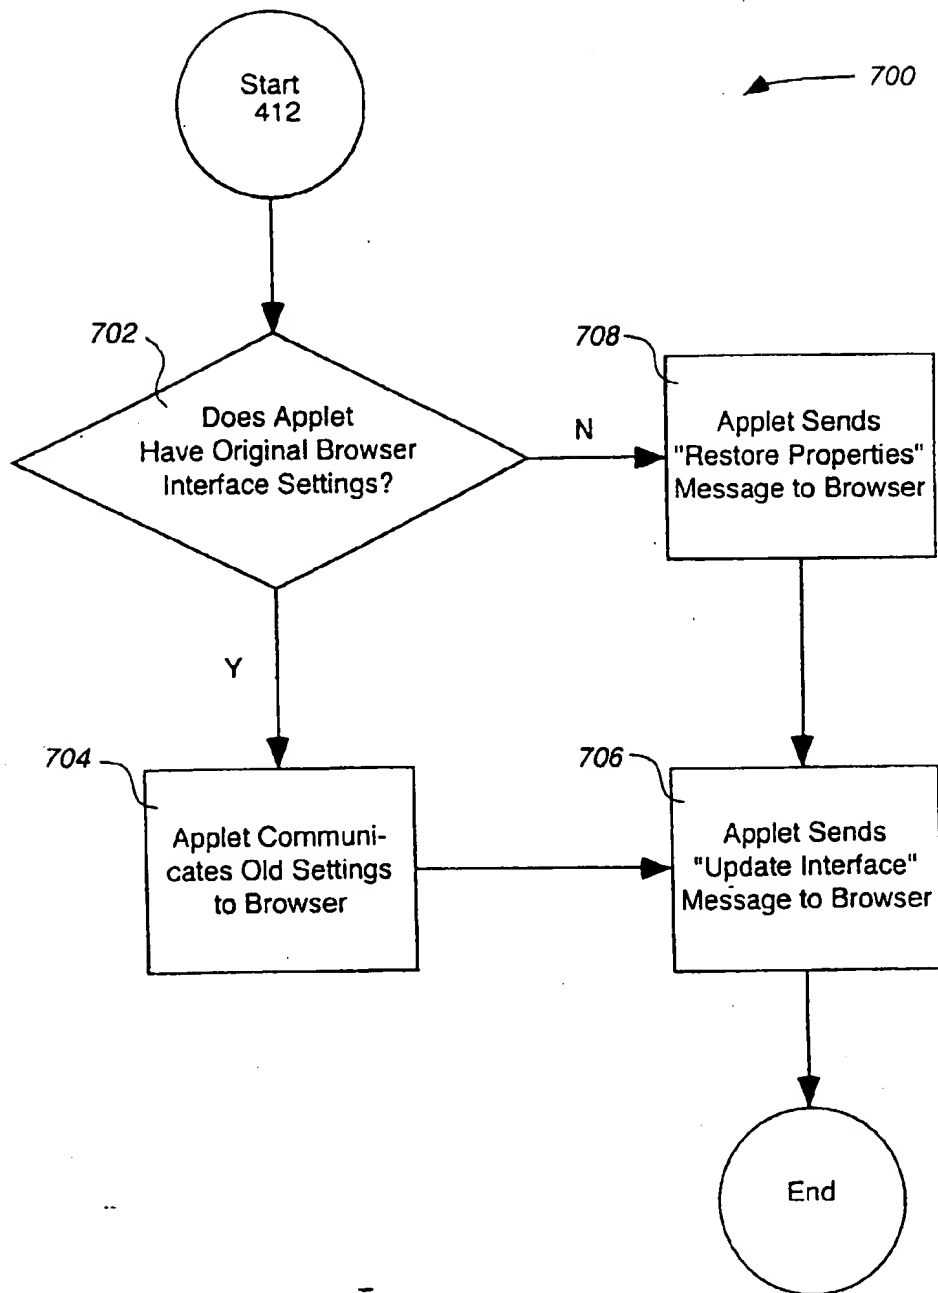 Start
412
700
702
Does Applet
Have Original Browser
Interface Settings?
N
708
Applet Sends
"Restore Properties"
Message to Browser
Y
704
Applet Communi-
cates Old Settings
to Browser
706
Applet Sends
"Update Interface"
Message to Browser
End